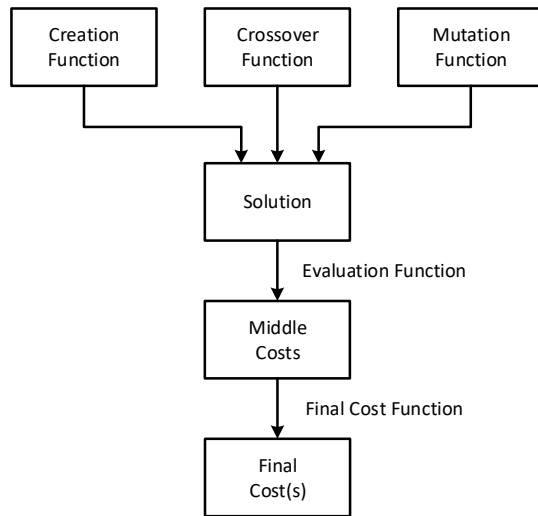 Creation
Function
Crossover
Function
Mutation
Function
Solution
Evaluation Function
Middle
Costs
Final Cost Function
Final
Cost(s)